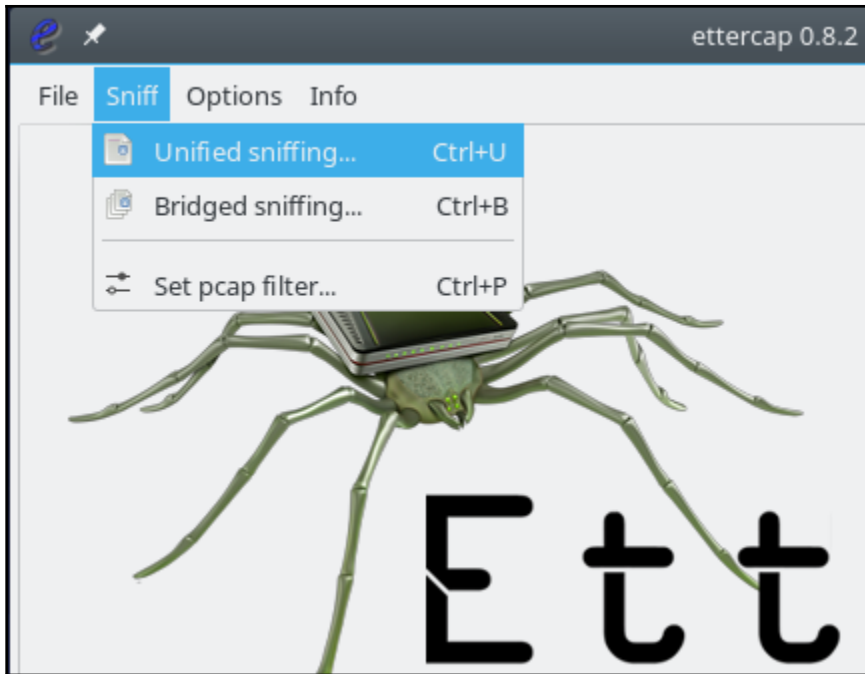 ettercap 0.8.2
File Sniff Options Info
Unified sniffing... Ctrl+U
Bridged sniffing... Ctrl+B
Set pcap filter... Ctrl+P
Ett